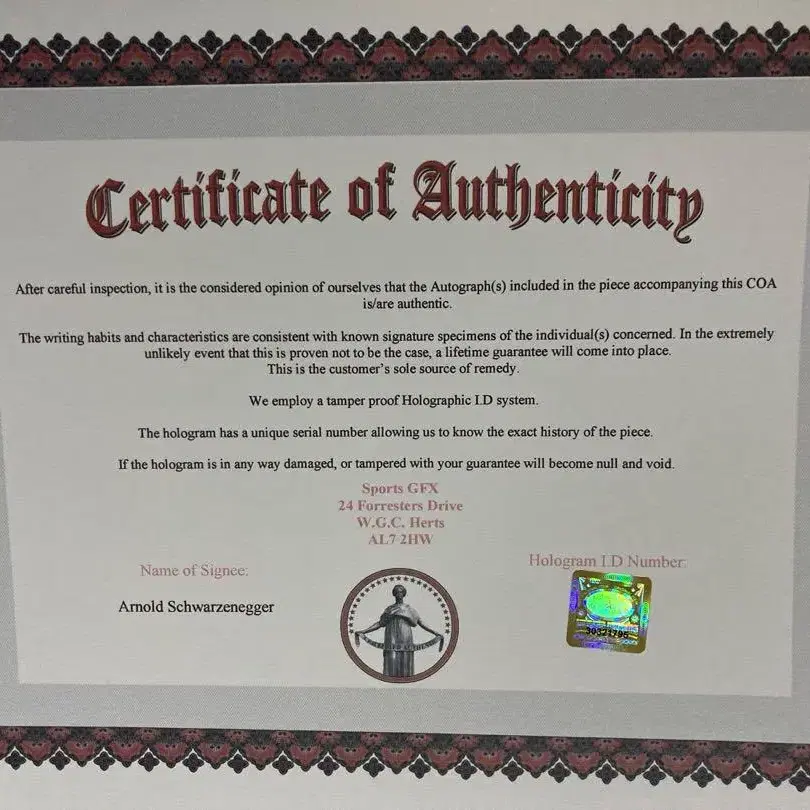 Certificate of Authenticity
After careful inspection, it is the considered opinion of ourselves that the Autograph(s) included in the piece accompanying this COA
is/are authentic.
The writing habits and characteristics are consistent with known signature specimens of the individual(s) concerned. In the extremely
unlikely event that this is proven not to be the case, a lifetime guarantee will come into place.
This is the customer's sole source of remedy.
We employ a tamper proof Holographic I.D system.
The hologram has a unique serial number allowing us to know the exact history of the piece.
If the hologram is in any way damaged, or tampered with your guarantee will become null and void.
Sports GFX
24 Forresters Drive
W.G.C. Herts
AL7 2HW
Name of Signee:
Hologram I.D Number:
Arnold Schwarzenegger